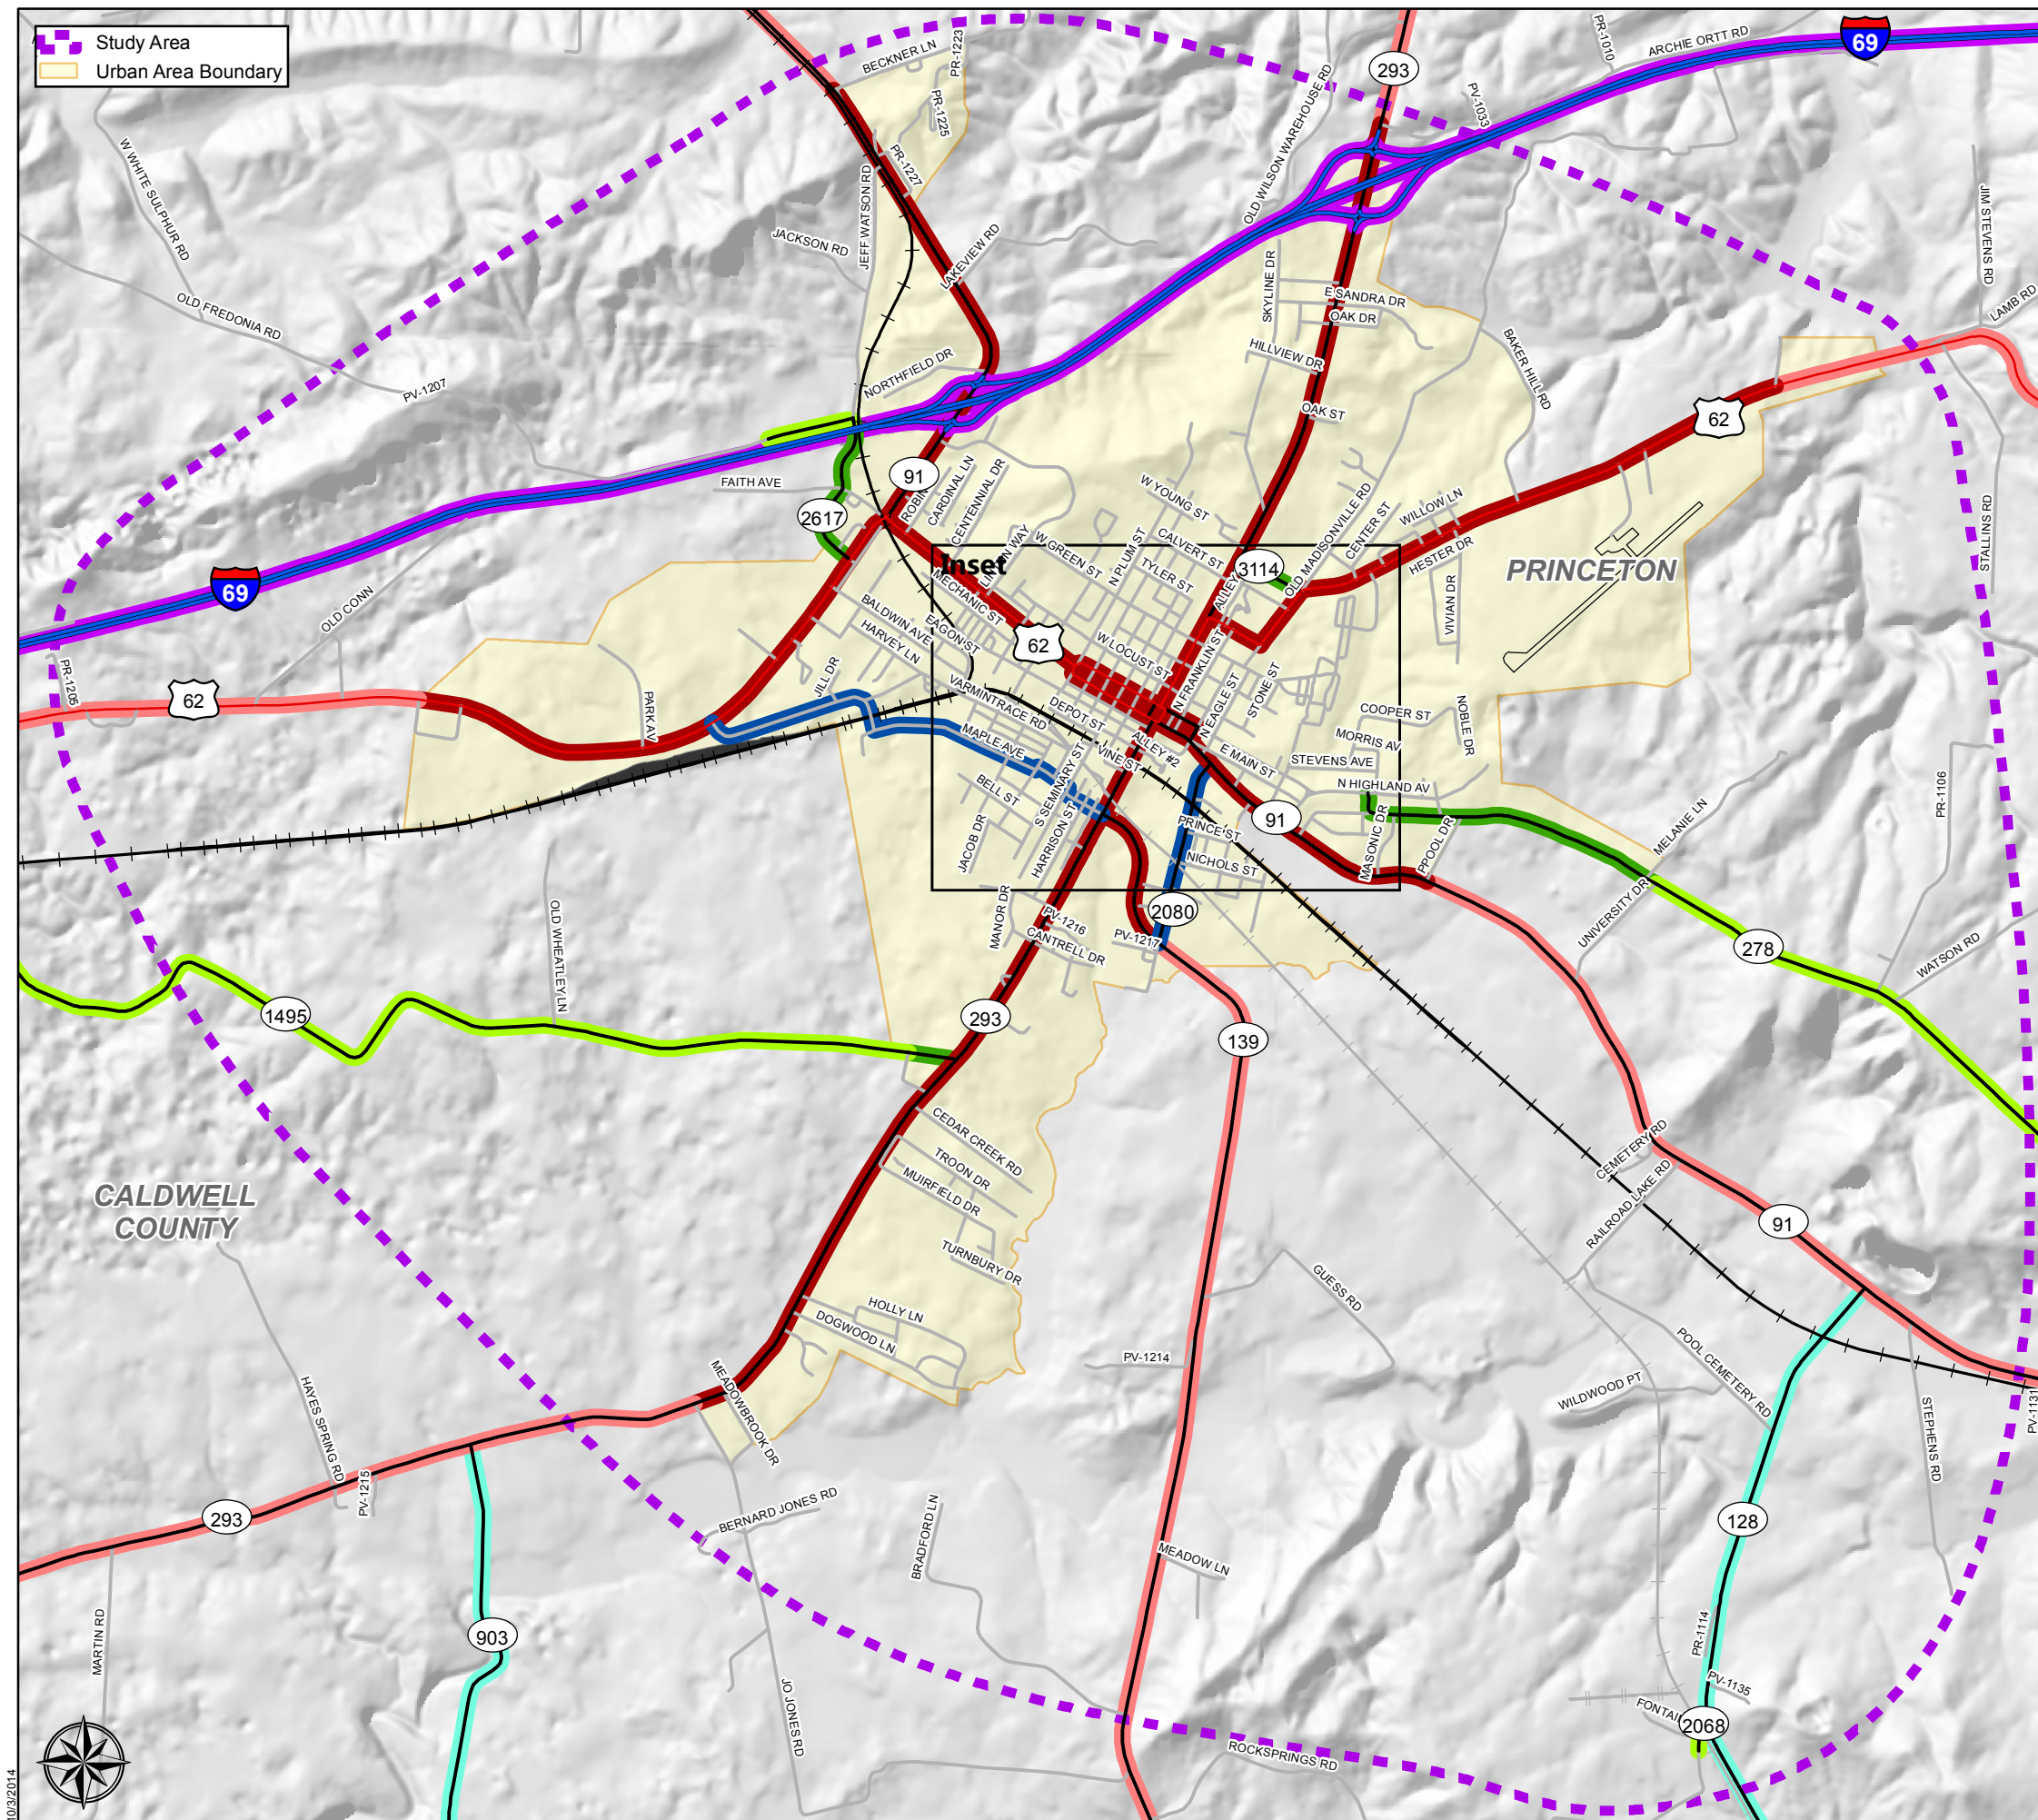 Study Area
Urban Area Boundary
BECKNER LN
PR-1223
PR-1225
PR-1227
293
PR-1010
ARCHIE ORTT RD
69
PV-1033
OLD WILSON WAREHOUSE RD
W WHITE SULPHUR RD
JEFF WATSON RD
JACKSON RD
LAKEVIEW RD
JIM STEVENS RD
LAMB RD
OLD FREDONIA RD
SKYLINE DR
E SANDRA DR
OAK DR
HILLVIEW DR
BAKER HILL RD
PV-1207
NORTHFIELD DR
OAK ST
62
91
FAITH AVE
2617
ROBIN
CARDINAL LN
CENTENNIAL DR
W YOUNG ST
OLD MADISONVILLE RD
CENTER ST
WILLOW LN
STALLINS RD
W GREEN ST
N PLUM ST
CALVERT ST
TYLER ST
3114
HESTER DR
PRINCETON
Inset
MECHANIC ST
ALLEY
VIVIAN DR
69
OLD CONN
BALDWIN AVE
EAGON ST
HARVEY LN
62
W LOCUST ST
N FRANKLIN ST
PR-1205
62
JILL DR
PARK AV
VARMINTRACE RD
DEPOT ST
N EAGLE ST
STONE ST
COOPER ST
NOBLE DR
MAPLE AVE
VINE ST
ALLEY #2
E MAIN ST
MORRIS AV
STEVENS AVE
N HIGHLAND AV
BELL ST
S SEMINARY ST
PRINCE ST
91
MASONIC DR
PPOOL DR
MELANIE LN
PR-1106
JACOB DR
HARRISON ST
NICHOLS ST
UNIVERSITY DR
OLD WHEATLEY LN
MANOR DR
PV-1216
CANTRELL DR
PV-1217
2080
278
WATSON RD
1495
293
139
CEDAR CREEK RD
TROON DR
MUIRFIELD DR
TURNBURY DR
CEMETERY RD
RAILROAD LAKE RD
CALDWELL
COUNTY
91
GUESS RD
HOLLY LN
DOGWOOD LN
PV-1214
POOL CEMETERY RD
WILDWOOD PT
MEADOWBROOK DR
HAYES SPRING RD
PV-1215
STEPHENS RD
PV-1131
293
BERNARD JONES RD
BRADFORD LN
MEADOW LN
128
MARTIN RD
903
PR-1114
PV-1135
JO JONES RD
2068
ROCKSPRINGS RD
10/3/2014